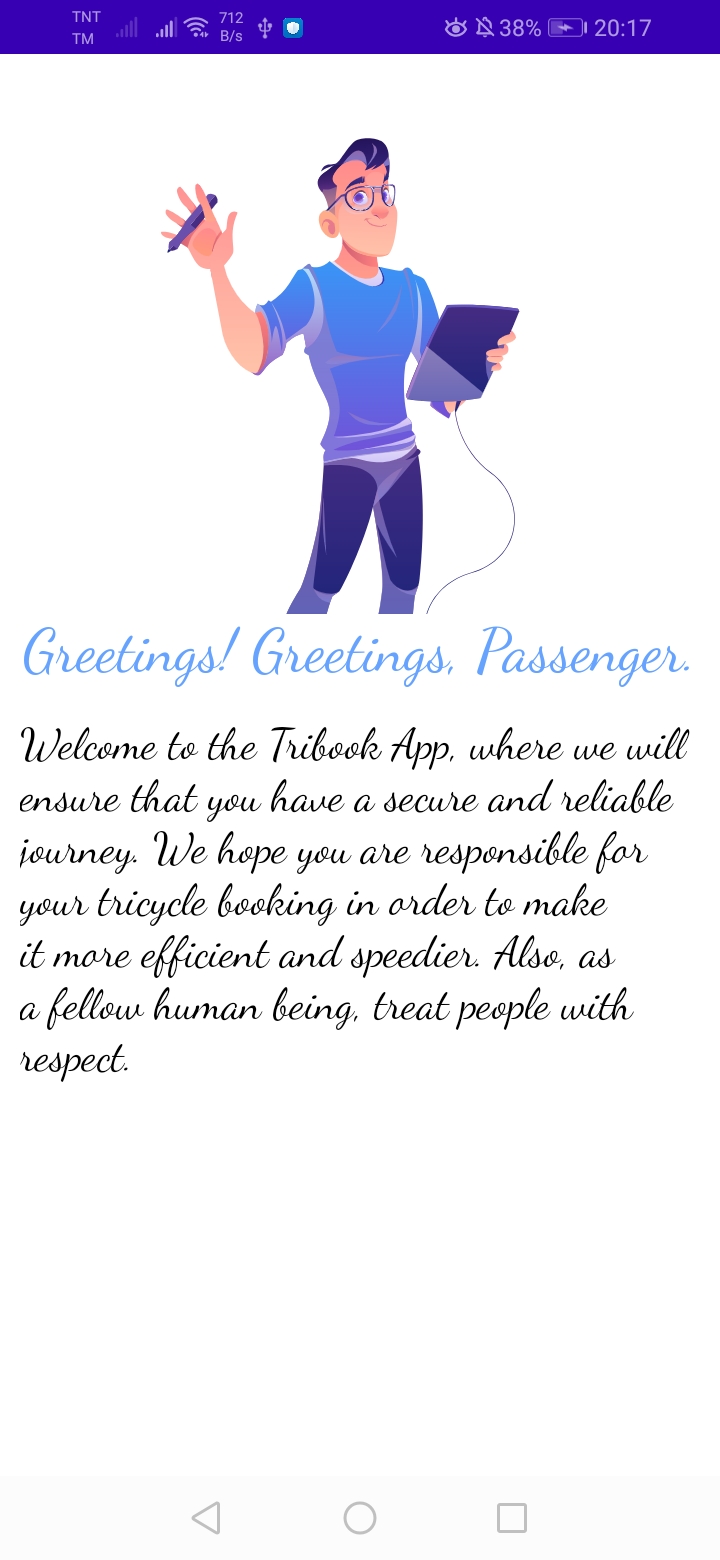 TNT 712
TM B/s 38% 20:17
Greetings! Greetings, Passenger.
Welcome to the Tribook App, where we will
ensure that you have a secure and reliable
journey. We hope you are responsible for
your tricycle booking in order to make
it more efficient and speedier. Also, as
a fellow human being, treat people with
respect.